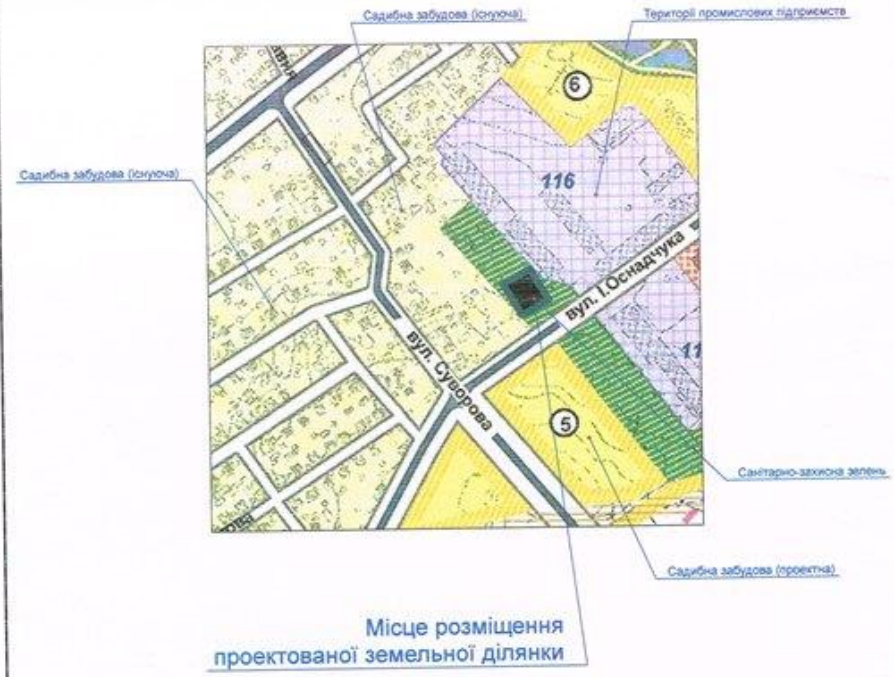 Садибна забудова (існуюча)
Території промислових підприємств
6
Садибна забудова (існуюча)
116
вул. І.Оснадчука
вул. Суворова
11
5
Санітарно-захисна зелень
Садибна забудова (проектна)
Місце розміщення
проектованої земельної ділянки